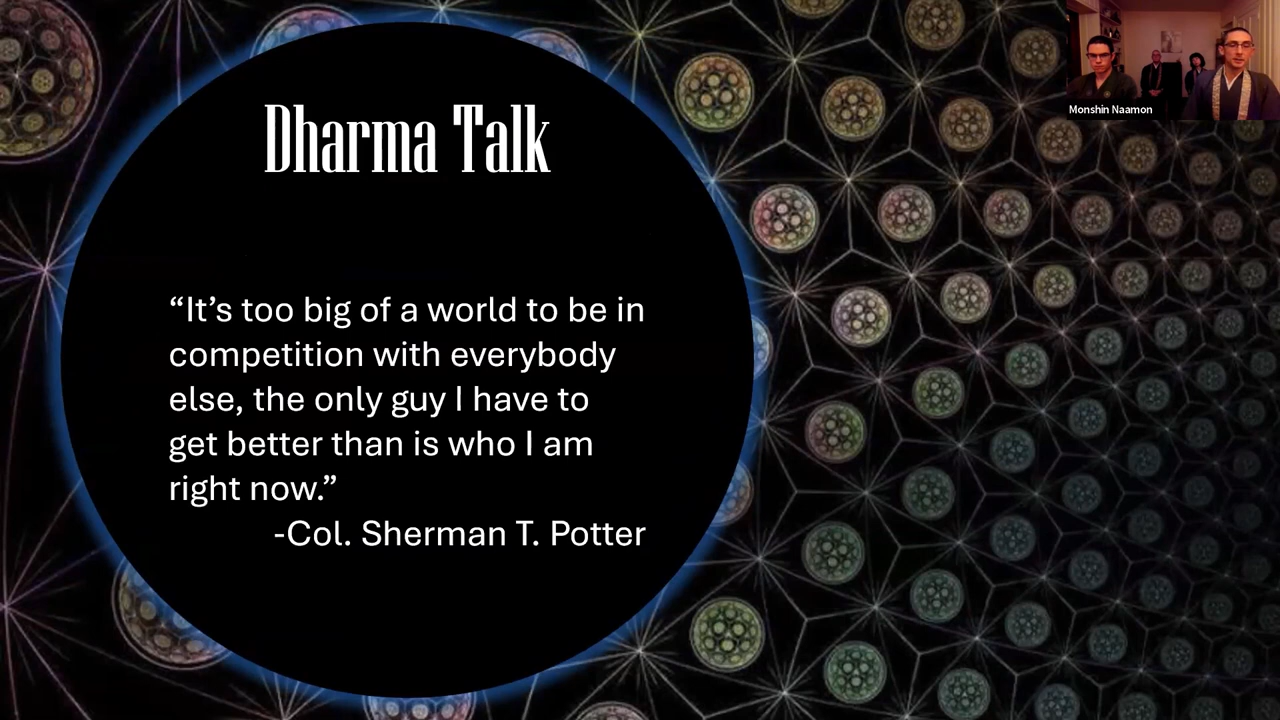 Dharma Talk
“It’s too big of a world to be in
competition with everybody
else, the only guy I have to
get better than is who I am
right now.”
-Col. Sherman T. Potter
Monshin Naamon